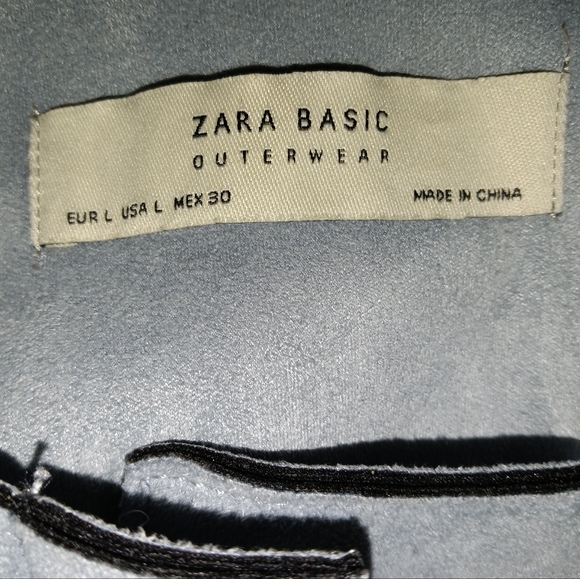 ZARA BASIC
OUTERWEAR
EUR L USA L MEX 30
MADE IN CHINA